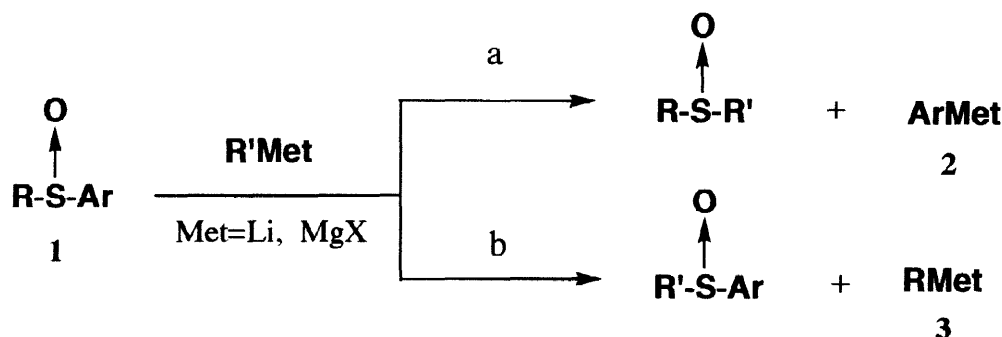 O
R-S-Ar
1
R'Met
Met=Li, MgX
a
O
R-S-R' + ArMet
2
b
O
R'-S-Ar + RMet
3